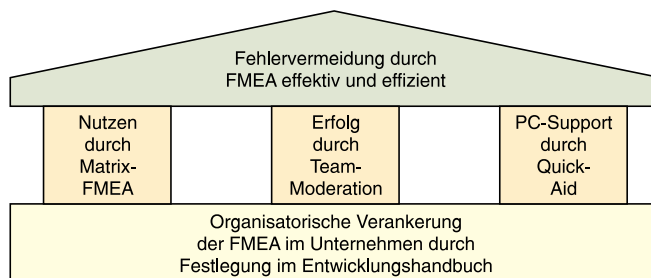 Fehlervermeidung durch
FMEA effektiv und effizient
Nutzen
durch
Matrix-
FMEA
Erfolg
durch
Team-
Moderation
PC-Support
durch
Quick-
Aid
Organisatorische Verankerung
der FMEA im Unternehmen durch
Festlegung im Entwicklungshandbuch